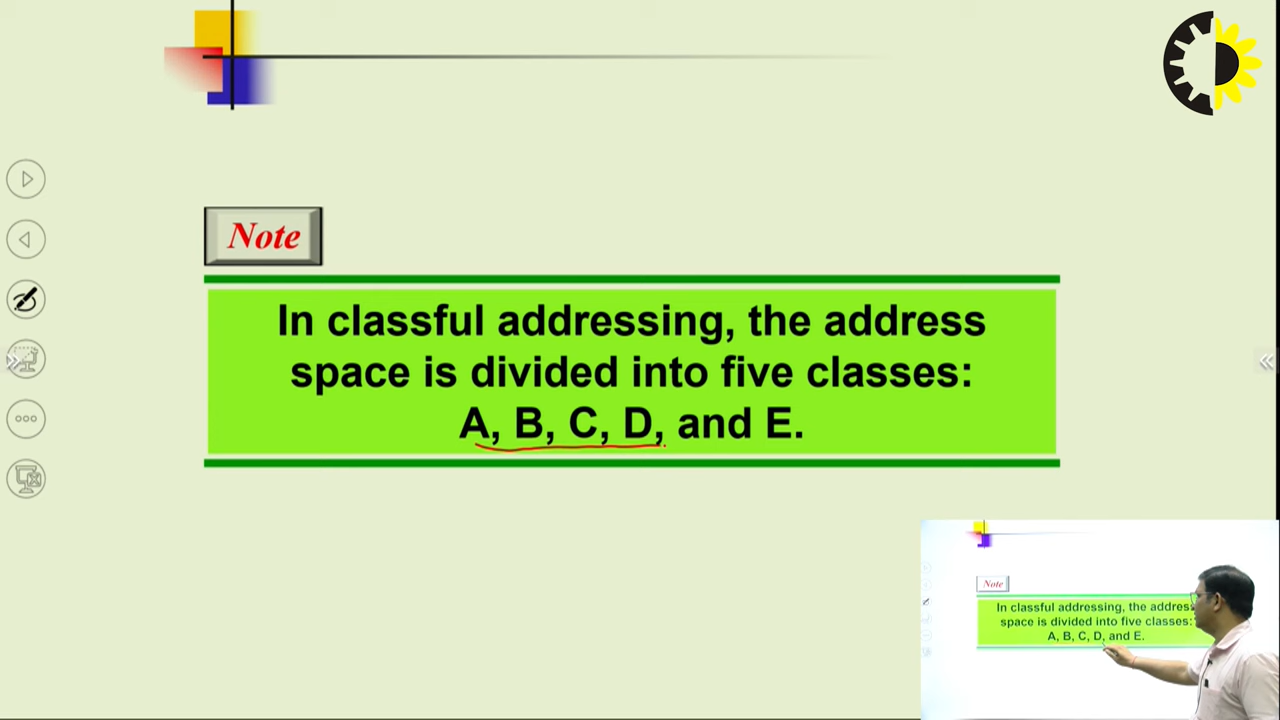 Note
In classful addressing, the address
space is divided into five classes:
A, B, C, D, and E.
Note
In classful addressing, the addres
space is divided into five classes:
A, B, C, D, and E.